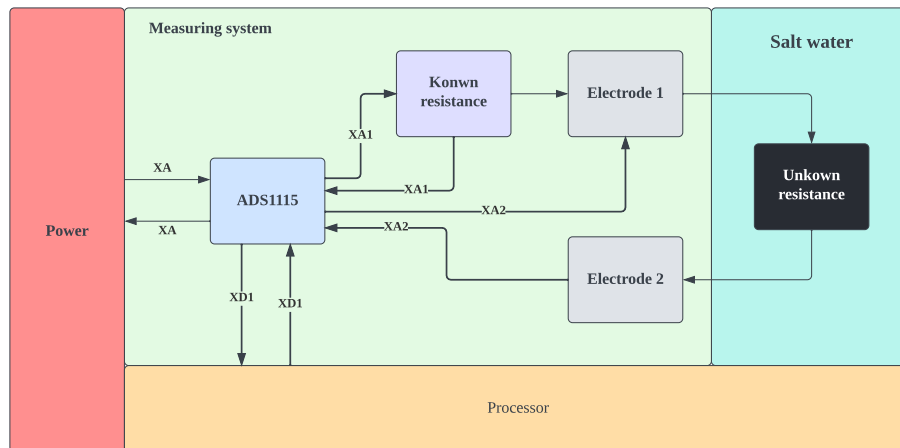 Measuring system
Salt water
Konwn
resistance
Electrode 1
XA1
Unkown
resistance
XA
XA1
ADS1115
XA2
XA
XA2
Power
Electrode 2
XD1
XD1
Processor